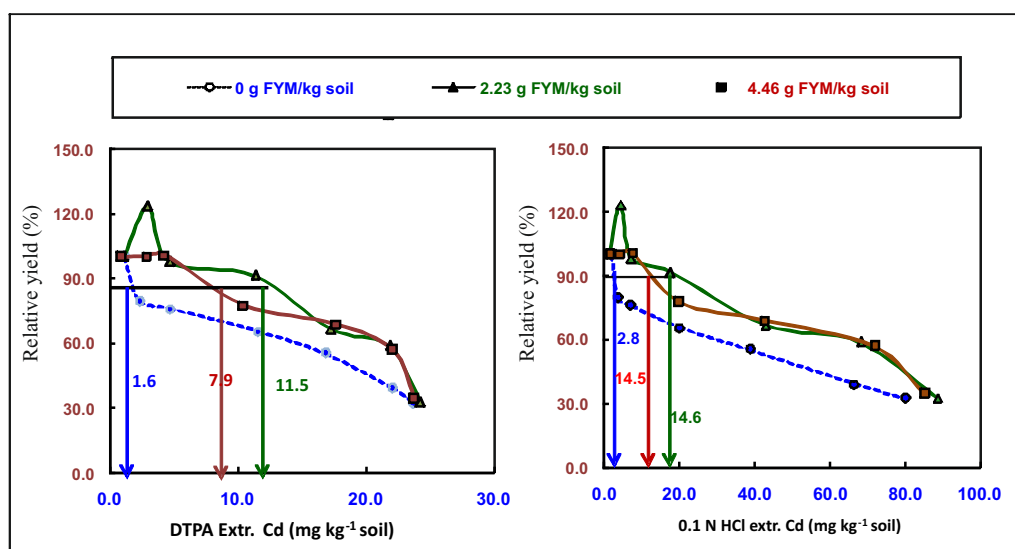 0 g FYM/kg soil 2.23 g FYM/kg soil 4.46 g FYM/kg soil
Relative yield (%)
150.0
120.0
90.0
60.0
30.0
0.0
1.6
7.9
11.5
0.0 10.0 20.0 30.0
DTPA Extr. Cd (mg kg⁻¹ soil)
Relative yield (%)
150.0
120.0
90.0
60.0
30.0
0.0
2.8
14.5
14.6
0.0 20.0 40.0 60.0 80.0 100.0
0.1 N HCl extr. Cd (mg kg⁻¹ soil)